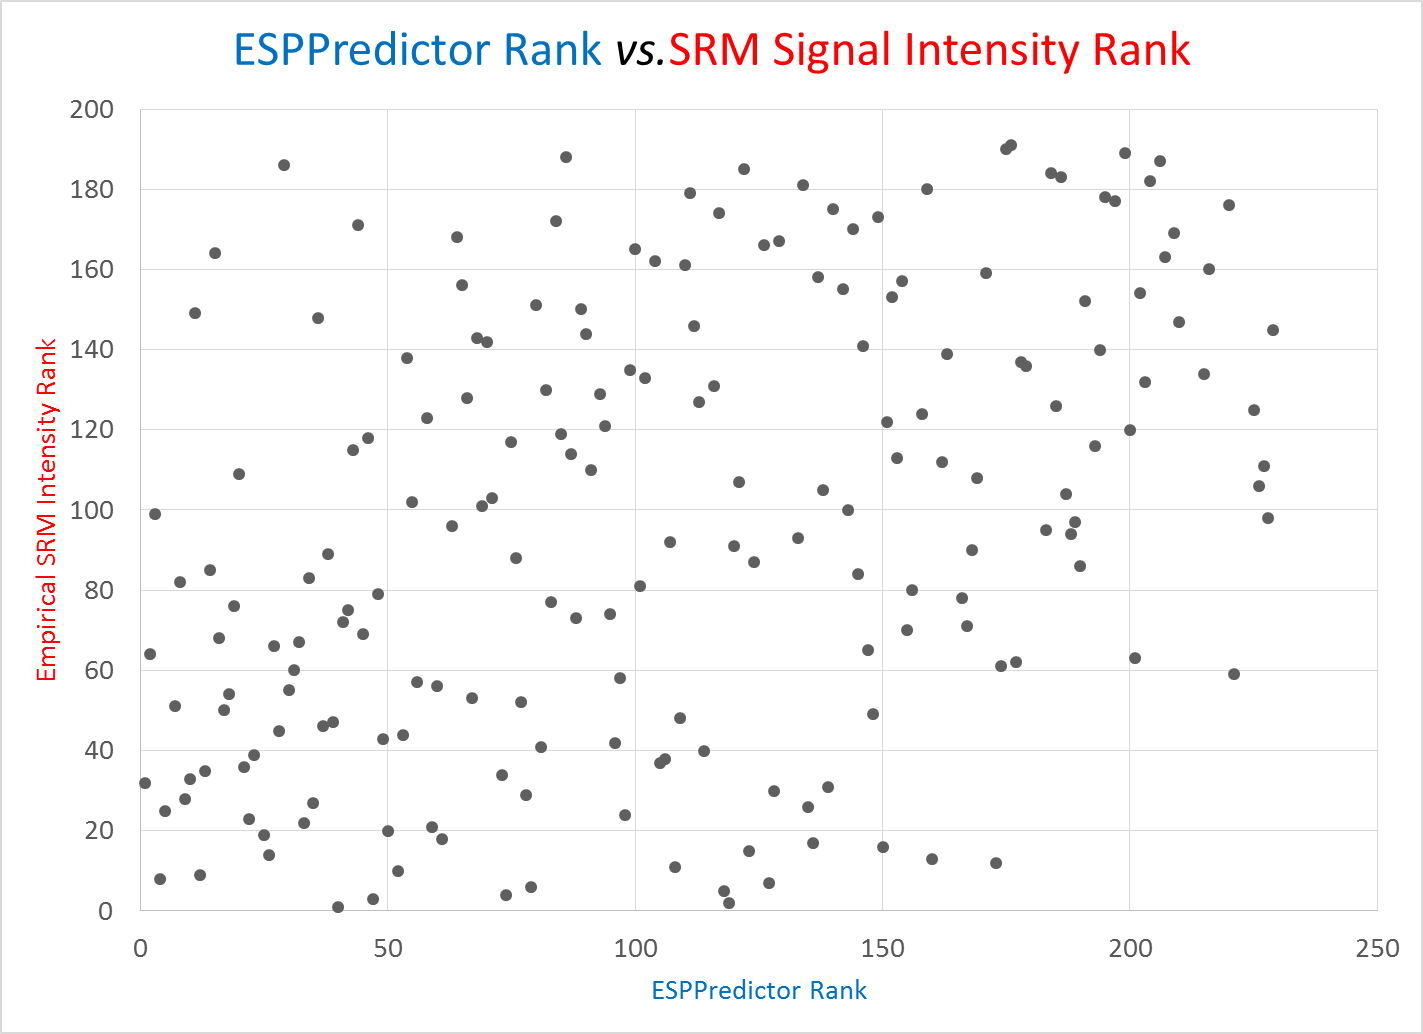 ESPPredictor Rank vs.SRM Signal Intensity Rank
200
180
160
140
120
100
80
60
40
20
0
Empirical SRM Intensity Rank
0 50 100 150 200 250
ESPPredictor Rank